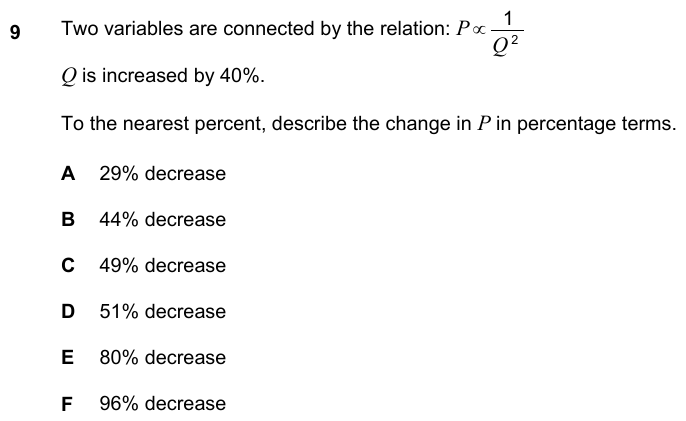 9 Two variables are connected by the relation: P ∝ 1/Q²
Q is increased by 40%.
To the nearest percent, describe the change in P in percentage terms.
A 29% decrease
B 44% decrease
C 49% decrease
D 51% decrease
E 80% decrease
F 96% decrease